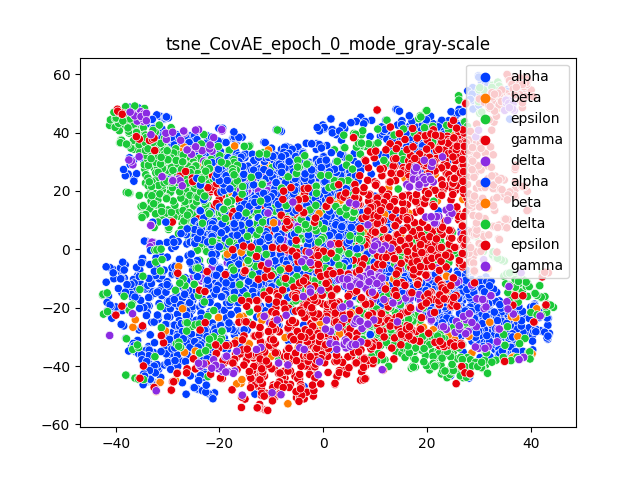 tsne_CovAE_epoch_0_mode_gray-scale
60
40
20
0
−20
−40
−60
−40
−20
0
20
40
alpha
beta
epsilon
gamma
delta
alpha
beta
delta
epsilon
gamma